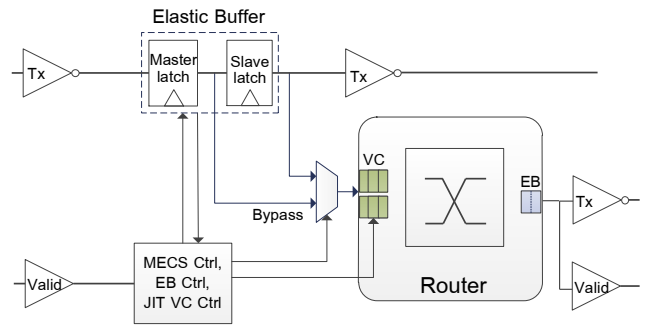 Elastic Buffer
Tx
Master
latch
Slave
latch
Tx
VC
EB
Tx
Bypass
MECS Ctrl,
EB Ctrl,
JIT VC Ctrl
Valid
Router
Valid